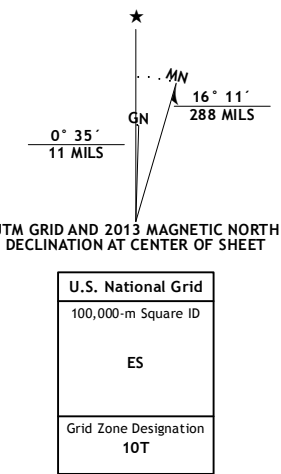 MN
16° 11´
288 MILS
GN
0° 35´
11 MILS
UTM GRID AND 2013 MAGNETIC NORTH
DECLINATION AT CENTER OF SHEET
U.S. National Grid
100,000-m Square ID
ES
Grid Zone Designation
10T